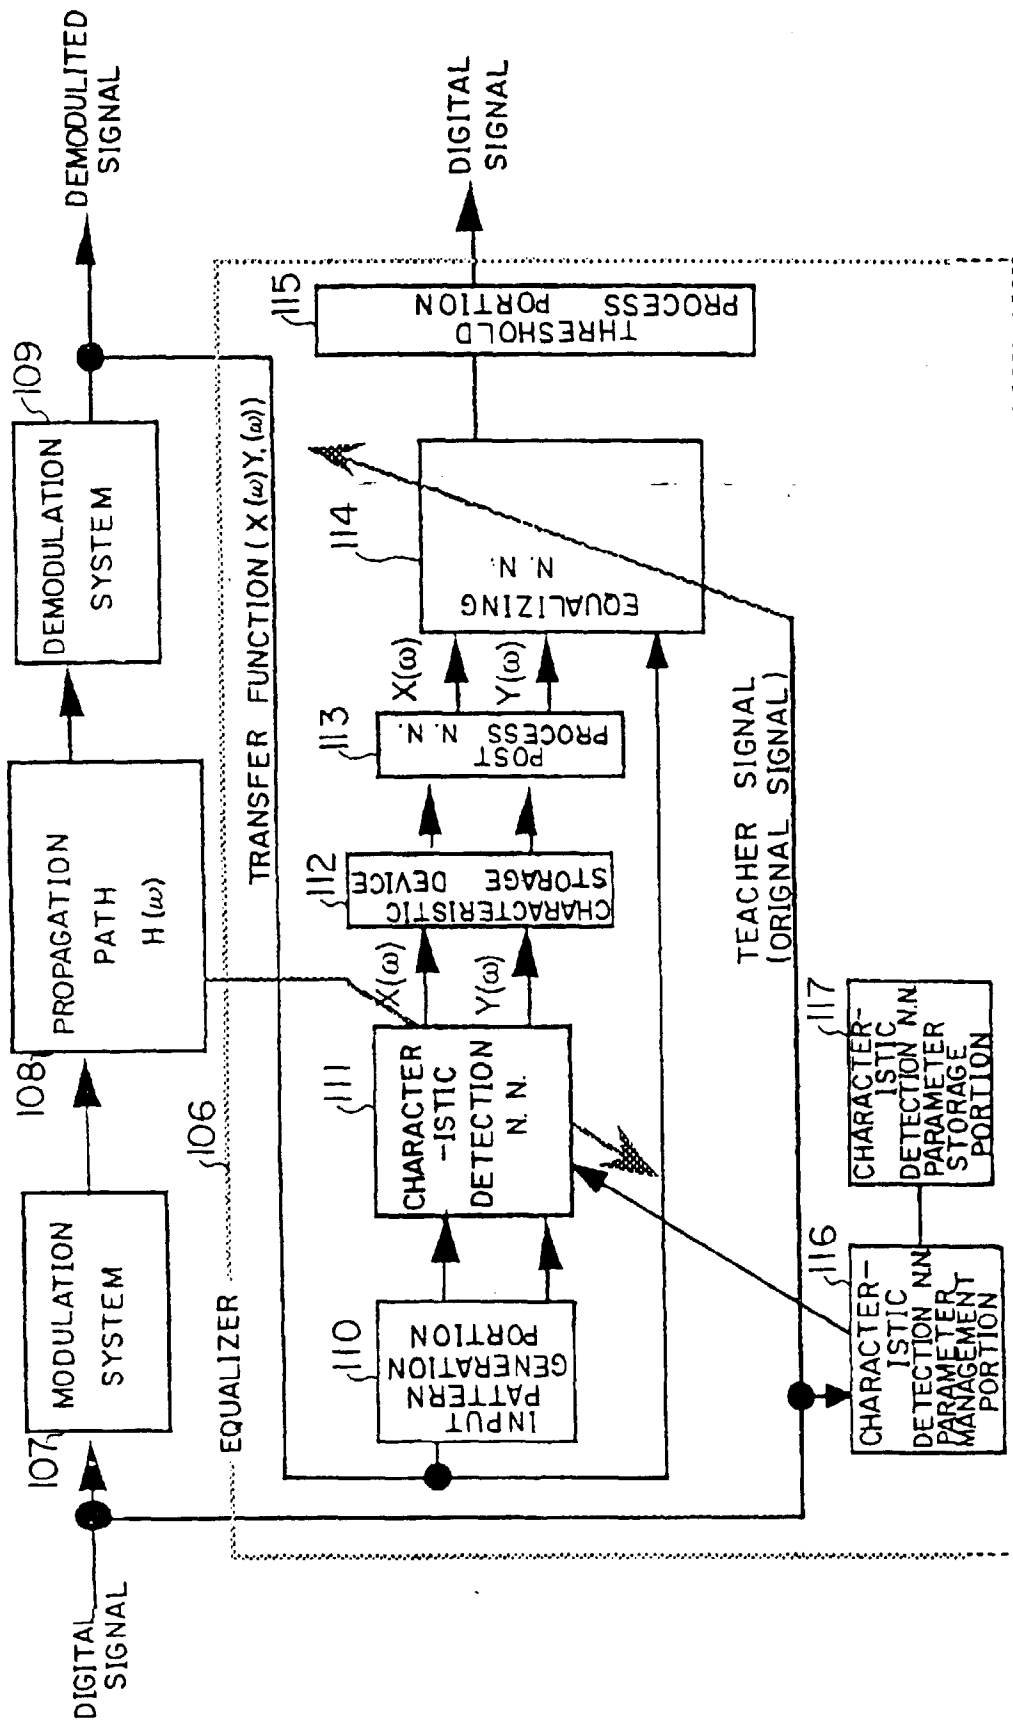 DIGITAL
SIGNAL
107
MODULATION
SYSTEM
108
PROPAGATION
PATH
H(ω)
109
DEMODULATION
SYSTEM
DEMODULITED
SIGNAL
106
EQUALIZER
TRANSFER FUNCTION(X(ω)Y,(ω))
110
INPUT
PATTERN
GENERATION
PORTION
111
CHARACTER
-ISTIC
DETECTION
N. N.
X(ω)
Y(ω)
112
CHARACTERISTIC
STORAGE DEVICE
113
POST
PROCESS N. N.
X(ω)
Y(ω)
114
EQUALIZING
N. N.
115
THRESHOLD
PROCESS PORTION
DIGITAL
SIGNAL
TEACHER SIGNAL
(ORIGNAL SIGNAL)
116
CHARACTER-
ISTIC
DETECTION N.N
PARAMETER
MANAGEMENT
PORTION
117
CHARACTER-
ISTIC
DETECTION N.N.
PARAMETER
STORAGE
PORTION